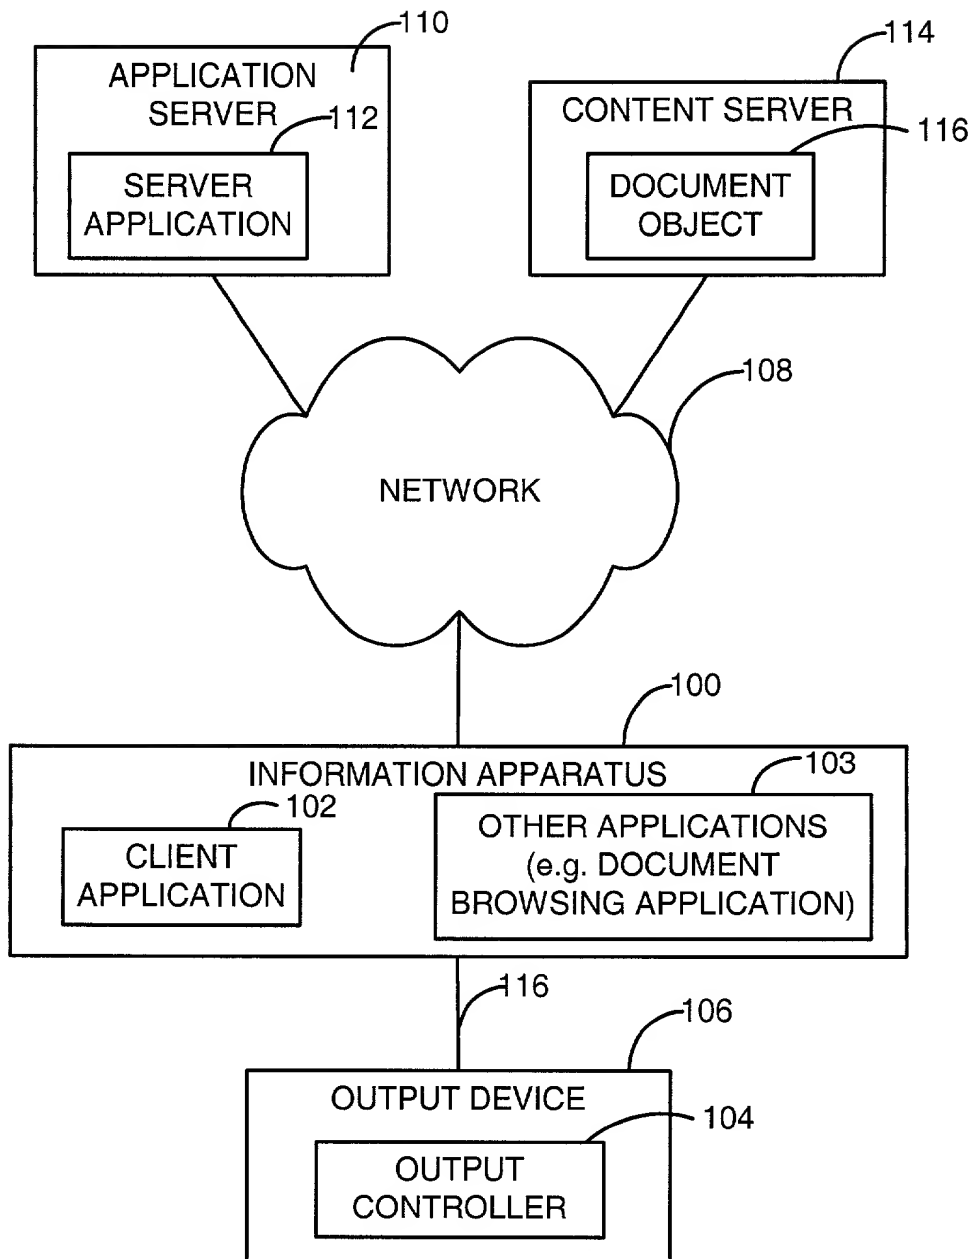 110
APPLICATION
SERVER
112
SERVER
APPLICATION
114
CONTENT SERVER
116
DOCUMENT
OBJECT
108
NETWORK
100
INFORMATION APPARATUS
102
CLIENT
APPLICATION
103
OTHER APPLICATIONS
(e.g. DOCUMENT
BROWSING APPLICATION)
116
106
OUTPUT DEVICE
104
OUTPUT
CONTROLLER